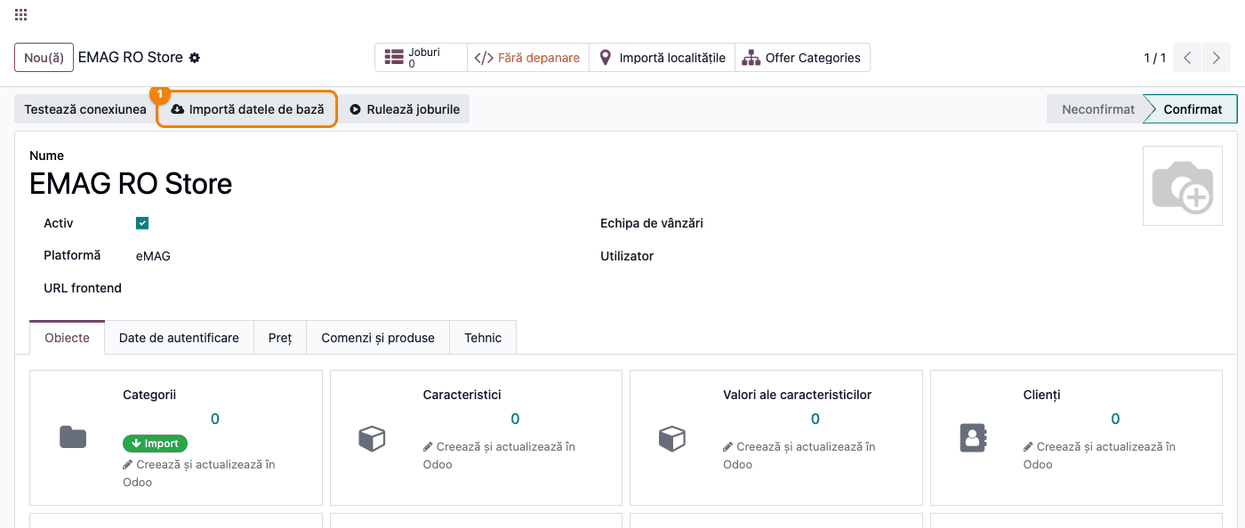 Nou(ă)
EMAG RO Store
Joburi
0
Fără depanare
Importă localitățile
Offer Categories
1 / 1
1
Testează conexiunea
Importă datele de bază
Rulează joburile
Neconfirmat
Confirmat
Nume
EMAG RO Store
Activ
Echipa de vânzări
Platformă
eMAG
Utilizator
URL frontend
Obiecte
Date de autentificare
Preț
Comenzi și produse
Tehnic
Categorii
0
Import
Creează și actualizează în
Odoo
Caracteristici
0
Creează și actualizează în
Odoo
Valori ale caracteristicilor
0
Creează și actualizează în
Odoo
Clienți
0
Creează și actualizează în
Odoo